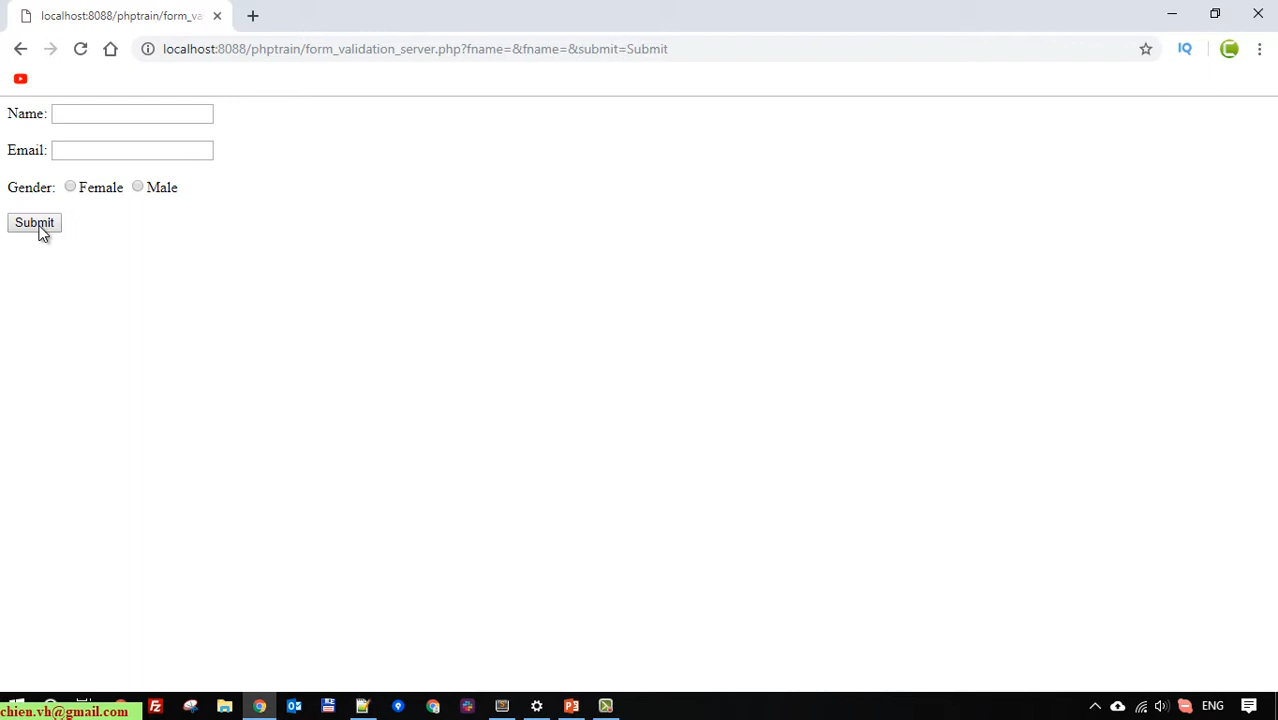 localhost:8088/phptrain/form_va
localhost:8088/phptrain/form_validation_server.php?fname=&fname=&submit=Submit
IQ
Name:
Email:
Gender: Female Male
Submit
ENG
chien.vh@gmail.com